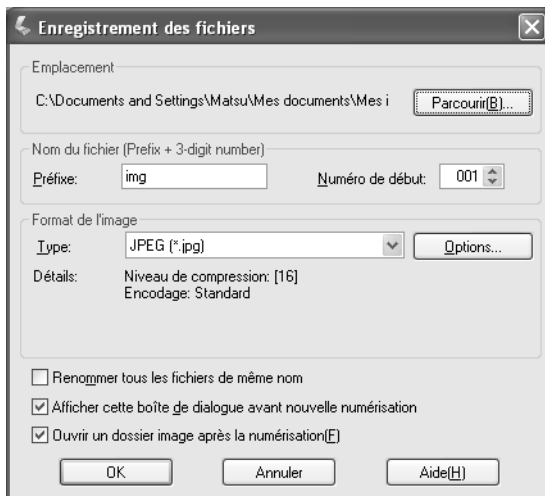 Enregistrement des fichiers
Emplacement
C:\Documents and Settings\Matsu\Mes documents\Mes i
Parcourir(B)...
Nom du fichier (Prefix + 3-digit number)
Préfixe: img Numéro de début: 001
Format de l'image
Type: JPEG (*.jpg) Options...
Détails: Niveau de compression: [16]
Encodage: Standard
Renommer tous les fichiers de même nom
Afficher cette boîte de dialogue avant nouvelle numérisation
Ouvrir un dossier image après la numérisation(F)
OK Annuler Aide(H)